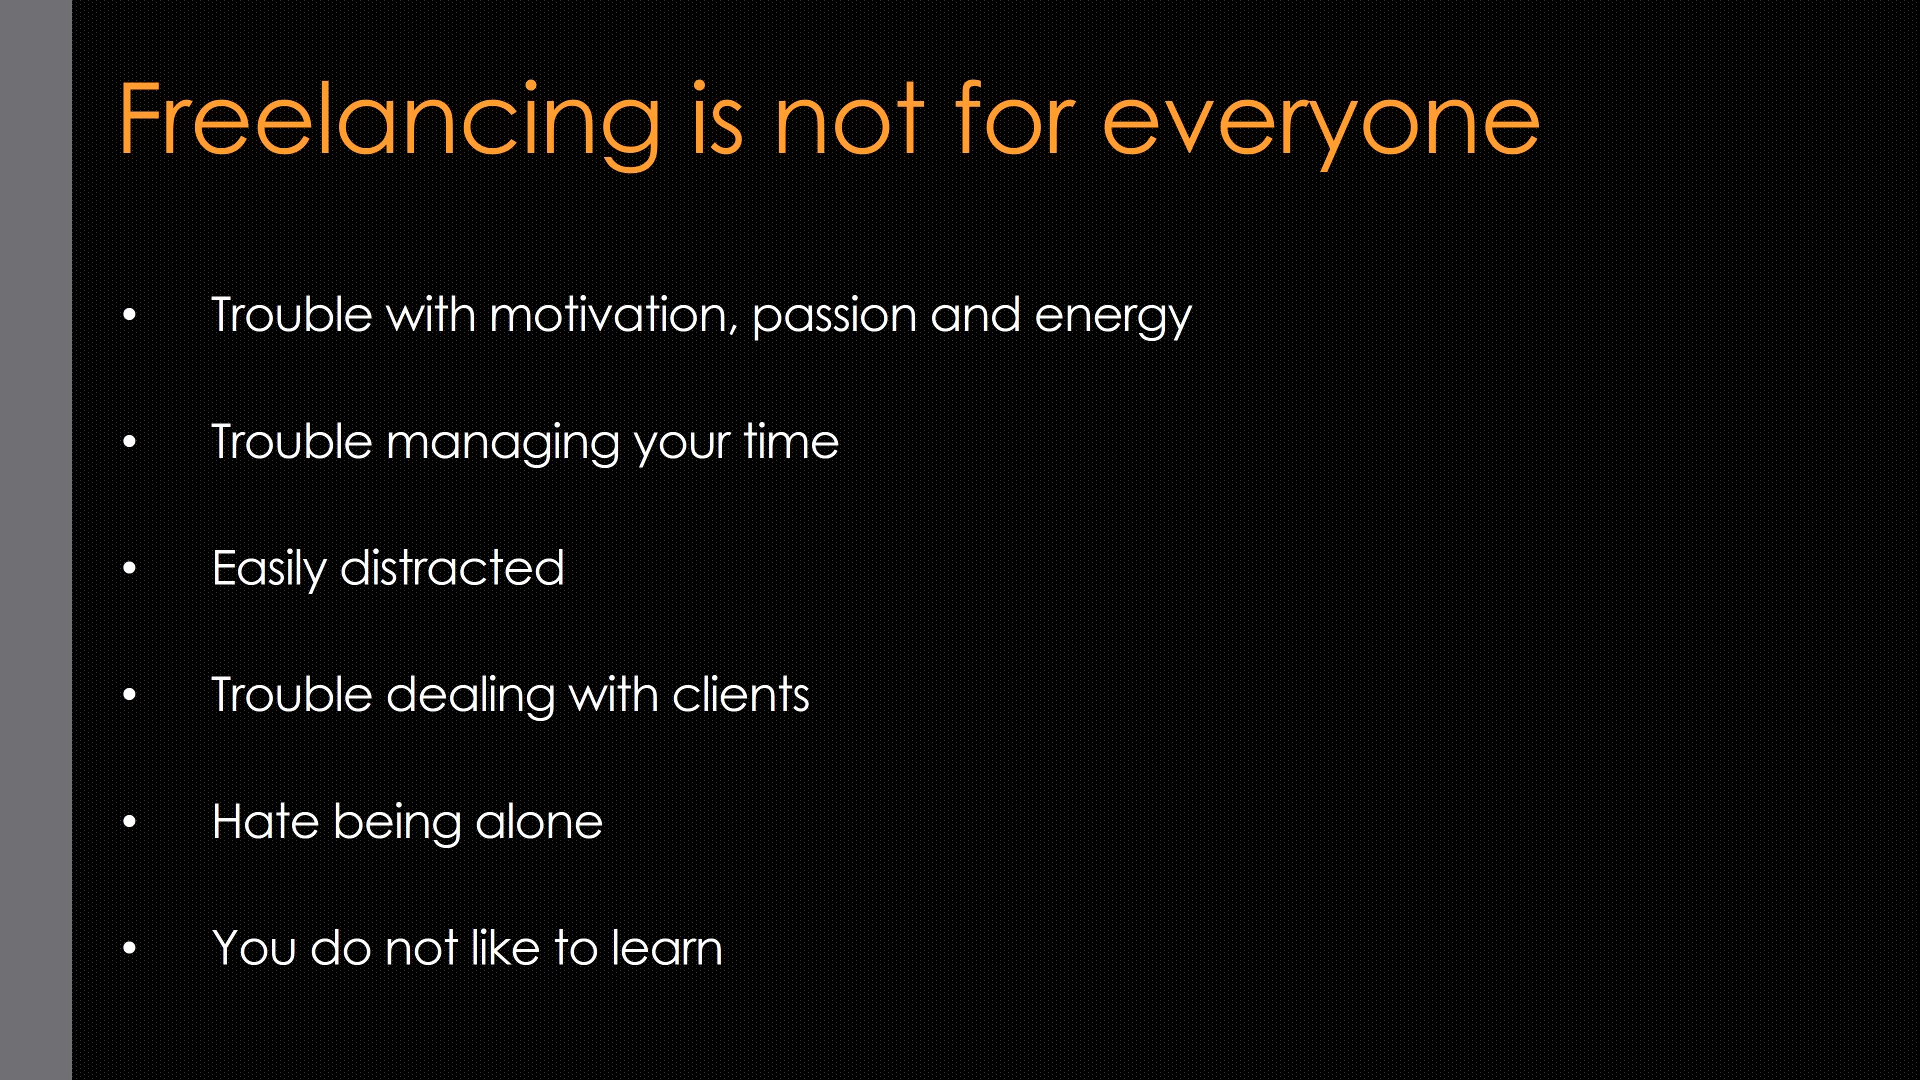 Freelancing is not for everyone
• Trouble with motivation, passion and energy
• Trouble managing your time
• Easily distracted
• Trouble dealing with clients
• Hate being alone
• You do not like to learn